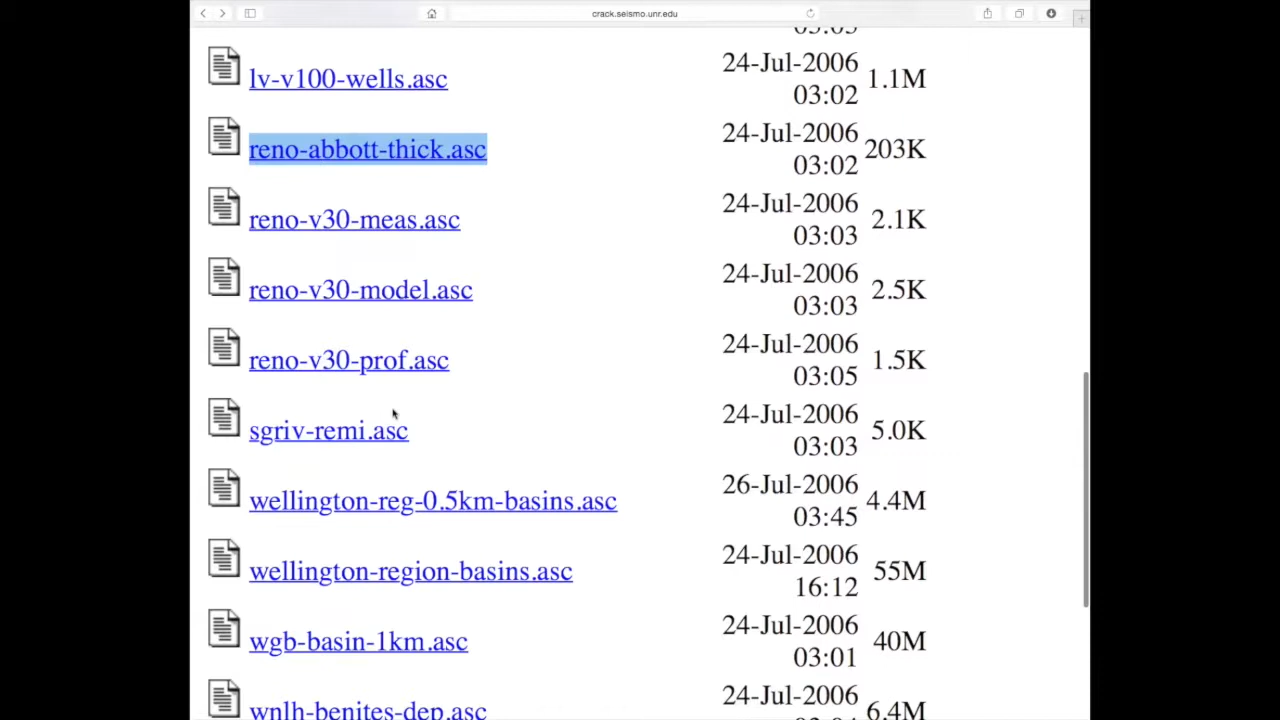 crack.seismo.unr.edu
03:03
24-Jul-2006
lv-v100-wells.asc 1.1M
03:02
24-Jul-2006
reno-abbott-thick.asc 203K
03:02
24-Jul-2006
reno-v30-meas.asc 2.1K
03:03
24-Jul-2006
reno-v30-model.asc 2.5K
03:03
24-Jul-2006
reno-v30-prof.asc 1.5K
03:05
24-Jul-2006
sgriv-remi.asc 5.0K
03:03
26-Jul-2006
wellington-reg-0.5km-basins.asc 4.4M
03:45
24-Jul-2006
wellington-region-basins.asc 55M
16:12
24-Jul-2006
wgb-basin-1km.asc 40M
03:01
24-Jul-2006
wnlh-benites-dep.asc 6.4M